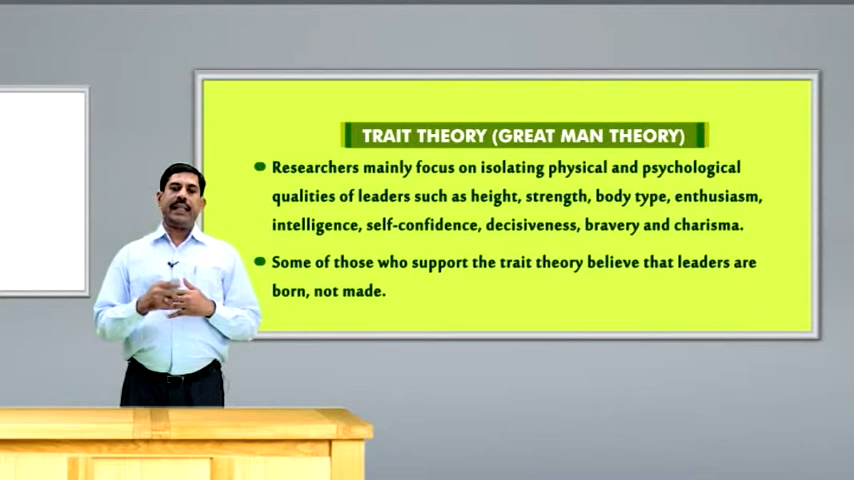 TRAIT THEORY (GREAT MAN THEORY)
Researchers mainly focus on isolating physical and psychological
qualities of leaders such as height, strength, body type, enthusiasm,
intelligence, self-confidence, decisiveness, bravery and charisma.
Some of those who support the trait theory believe that leaders are
born, not made.